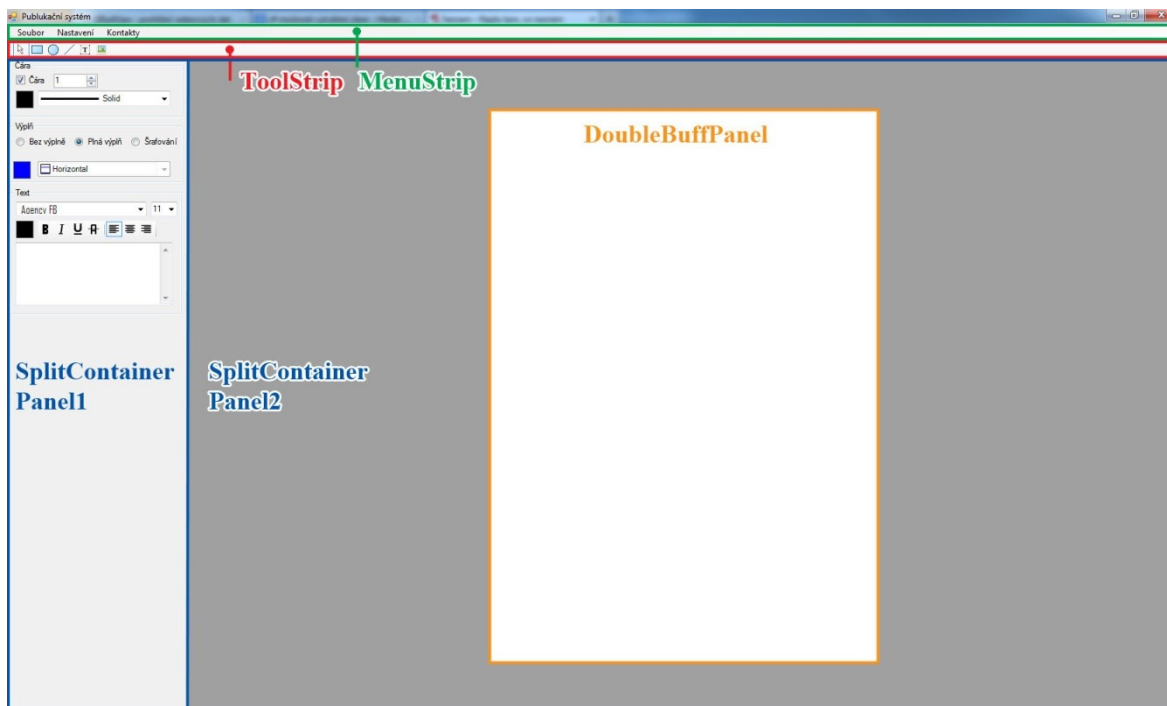 Publukační systém
Soubor Nastavení Kontakty
T
ToolStrip MenuStrip
Čára
Čára 1
Solid
DoubleBuffPanel
Výplň
Bez výplně Plná výplň Šrafování
Horizontal
Text
Agency FB 11
B I U A
SplitContainer
Panel1
SplitContainer
Panel2